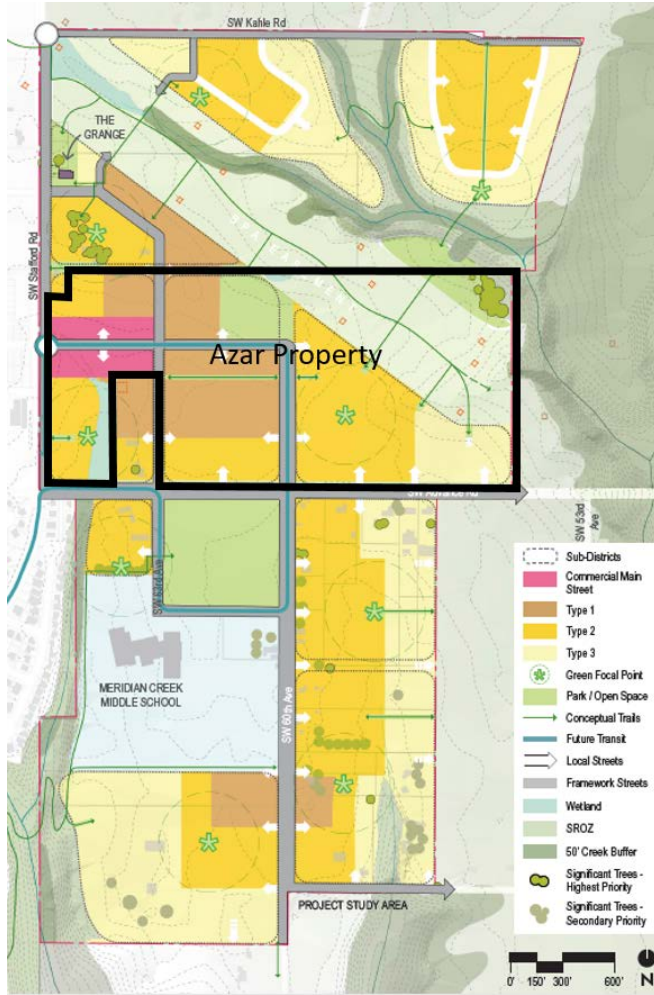 SW Kahle Rd
THE
GRANGE
SW Stafford Rd
Azar Property
SW Advance Rd
SW 53rd
Ave
SW 63rd Ave
MERIDIAN CREEK
MIDDLE SCHOOL
SW 60th Ave
PROJECT STUDY AREA
Sub-Districts
Commercial Main
Street
Type 1
Type 2
Type 3
Green Focal Point
Park / Open Space
Conceptual Trails
Future Transit
Local Streets
Framework Streets
Wetland
SROZ
50' Creek Buffer
Significant Trees -
Highest Priority
Significant Trees -
Secondary Priority
0' 150' 300' 600' N